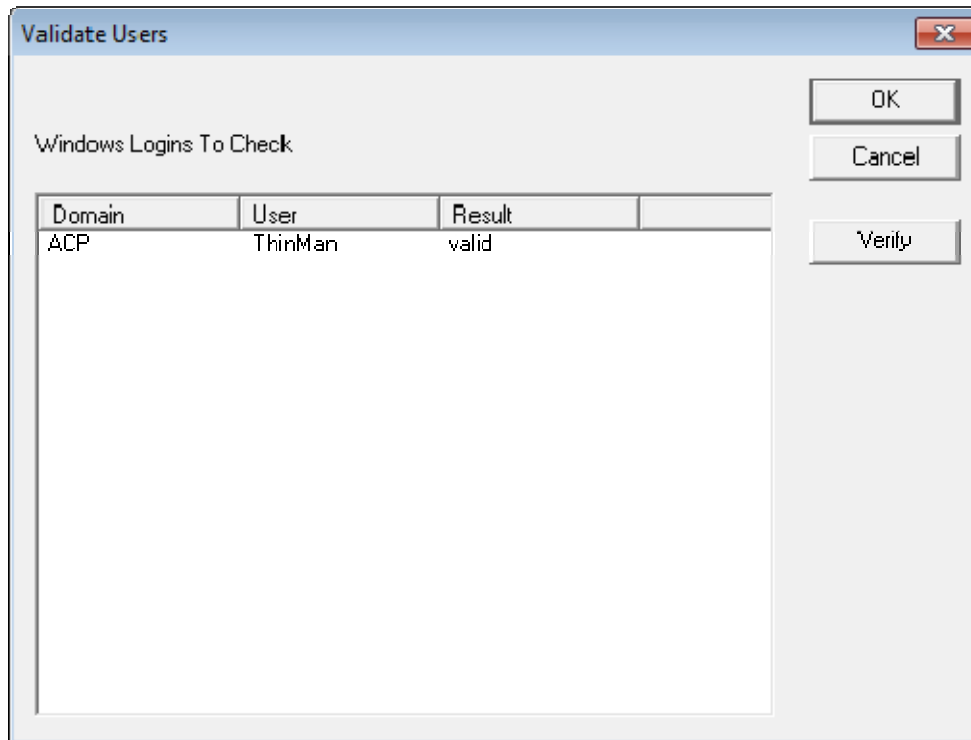 Validate Users
OK
Windows Logins To Check
Cancel
Domain User Result
ACP ThinMan valid
Verify